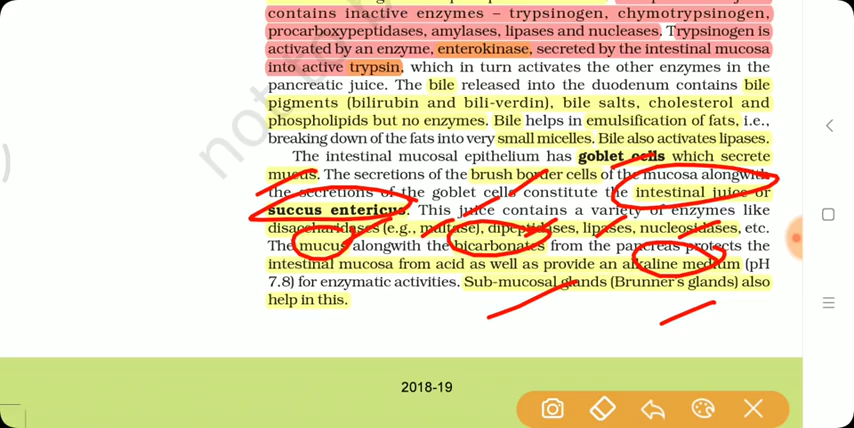 contains inactive enzymes – trypsinogen, chymotrypsinogen,
procarboxypeptidases, amylases, lipases and nucleases. Trypsinogen is
activated by an enzyme, enterokinase, secreted by the intestinal mucosa
into active trypsin, which in turn activates the other enzymes in the
pancreatic juice. The bile released into the duodenum contains bile
pigments (bilirubin and bili-verdin), bile salts, cholesterol and
phospholipids but no enzymes. Bile helps in emulsification of fats, i.e.,
breaking down of the fats into very small micelles. Bile also activates lipases.
The intestinal mucosal epithelium has goblet cells which secrete
mucus. The secretions of the brush border cells of the mucosa alongwith
the secretions of the goblet cells constitute the intestinal juice or
succus entericus. This juice contains a variety of enzymes like
disaccharidases (e.g., maltase), dipeptidases, lipases, nucleosidases, etc.
The mucus alongwith the bicarbonates from the pancreas protects the
intestinal mucosa from acid as well as provide an alkaline medium (pH
7.8) for enzymatic activities. Sub-mucosal glands (Brunner's glands) also
help in this.
2018-19